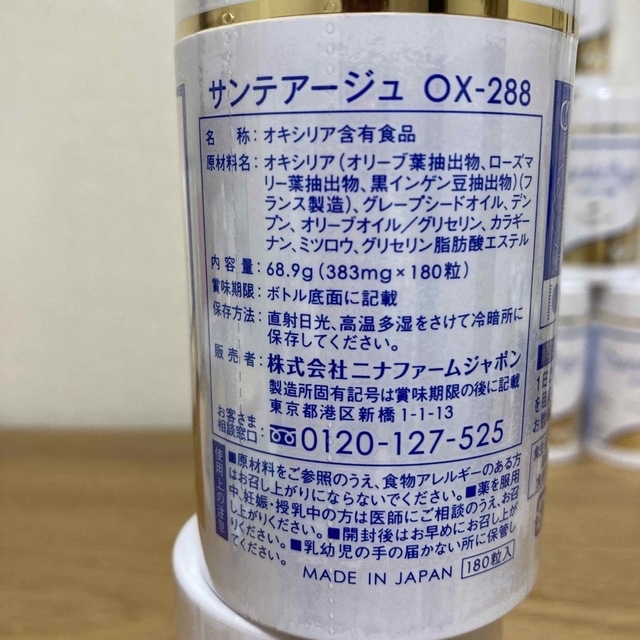 サンテアージュ OX-288
名 称:オキシリア含有食品
原材料名:オキシリア(オリーブ葉抽出物、ローズマ
リー葉抽出物、黒インゲン豆抽出物)(フ
ランス製造)、グレープシードオイル、デン
プン、オリーブオイル/グリセリン、カラギー
ナン、ミツロウ、グリセリン脂肪酸エステル
内 容 量:68.9g(383mg×180粒)
賞味期限:ボトル底面に記載
保存方法:直射日光、高温多湿をさけて冷暗所に
保存してください。
販 売 者:株式会社ニナファームジャポン
製造所固有記号は賞味期限の後に記載
東京都港区新橋1-1-13
お客さま
相談窓口:0120-127-525
使用上の注意
■原材料をご参照のうえ、食物アレルギーのある方
はお召し上がりにならないでください。■薬を服用
中、妊娠・授乳中の方は医師にご相談のうえ、お召
し上がりください。■開封後はお早めにお召し上が
りください。■乳幼児の手の届かない所に保管し
てください。
MADE IN JAPAN 180粒入